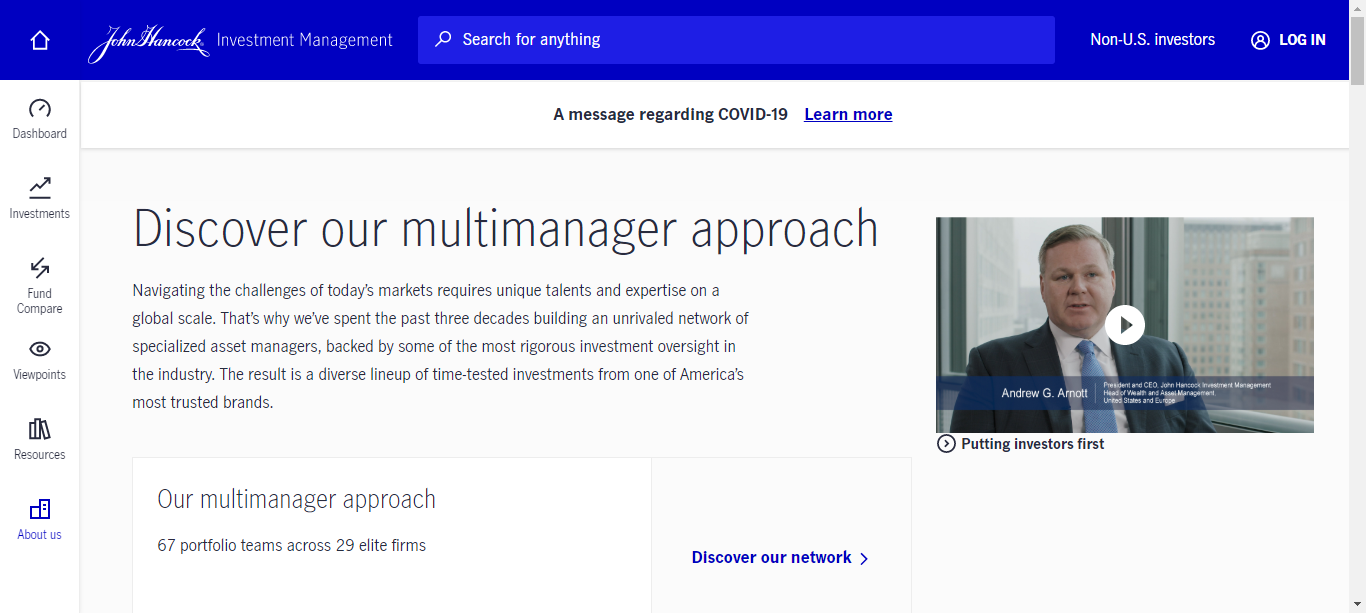 John Hancock Investment Management
Search for anything
Non-U.S. investors
LOG IN
Dashboard
Investments
Fund
Compare
Viewpoints
Resources
About us
A message regarding COVID-19 Learn more
Discover our multimanager approach
Navigating the challenges of today's markets requires unique talents and expertise on a
global scale. That's why we've spent the past three decades building an unrivaled network of
specialized asset managers, backed by some of the most rigorous investment oversight in
the industry. The result is a diverse lineup of time-tested investments from one of America's
most trusted brands.
Andrew G. Arnott
President and CEO, John Hancock Investment Management
Head of Wealth and Asset Management,
United States and Europe
Putting investors first
Our multimanager approach
67 portfolio teams across 29 elite firms
Discover our network